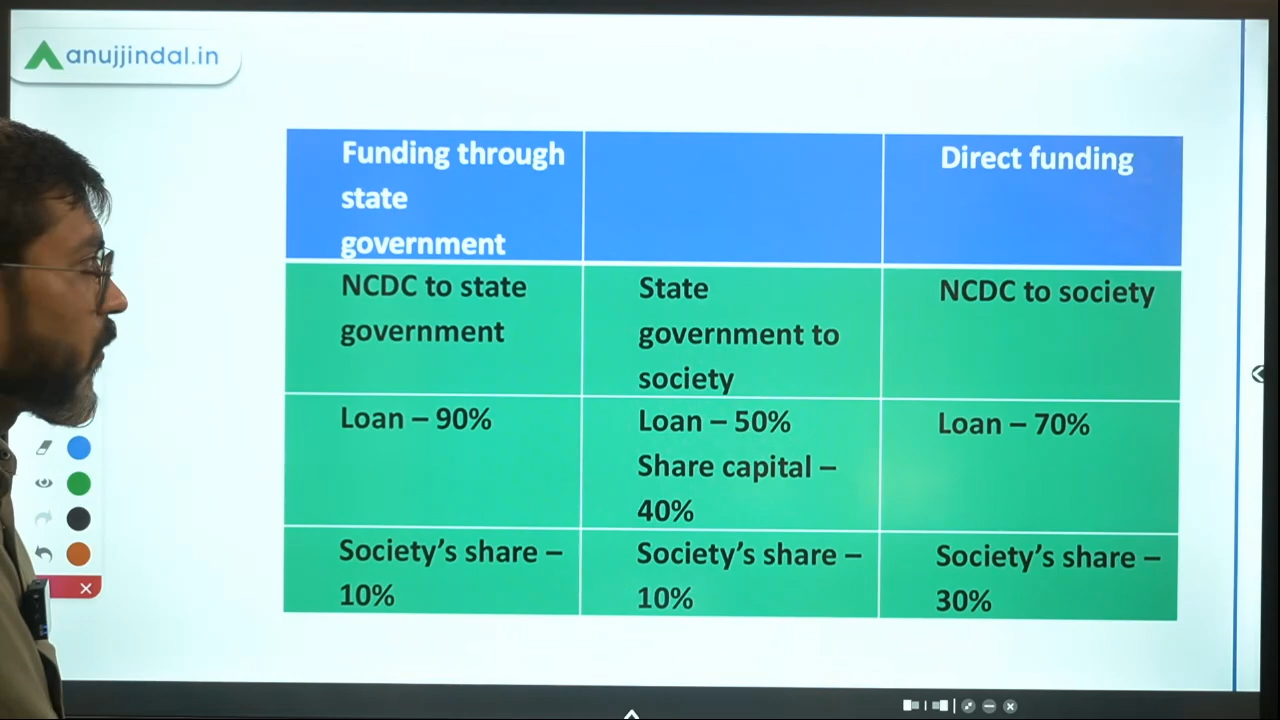 anujjindal.in
Funding through
state
government
Direct funding
NCDC to state
government
State
government to
society
NCDC to society
Loan – 90%
Loan – 50%
Share capital –
40%
Loan – 70%
Society’s share –
10%
Society’s share –
10%
Society’s share –
30%